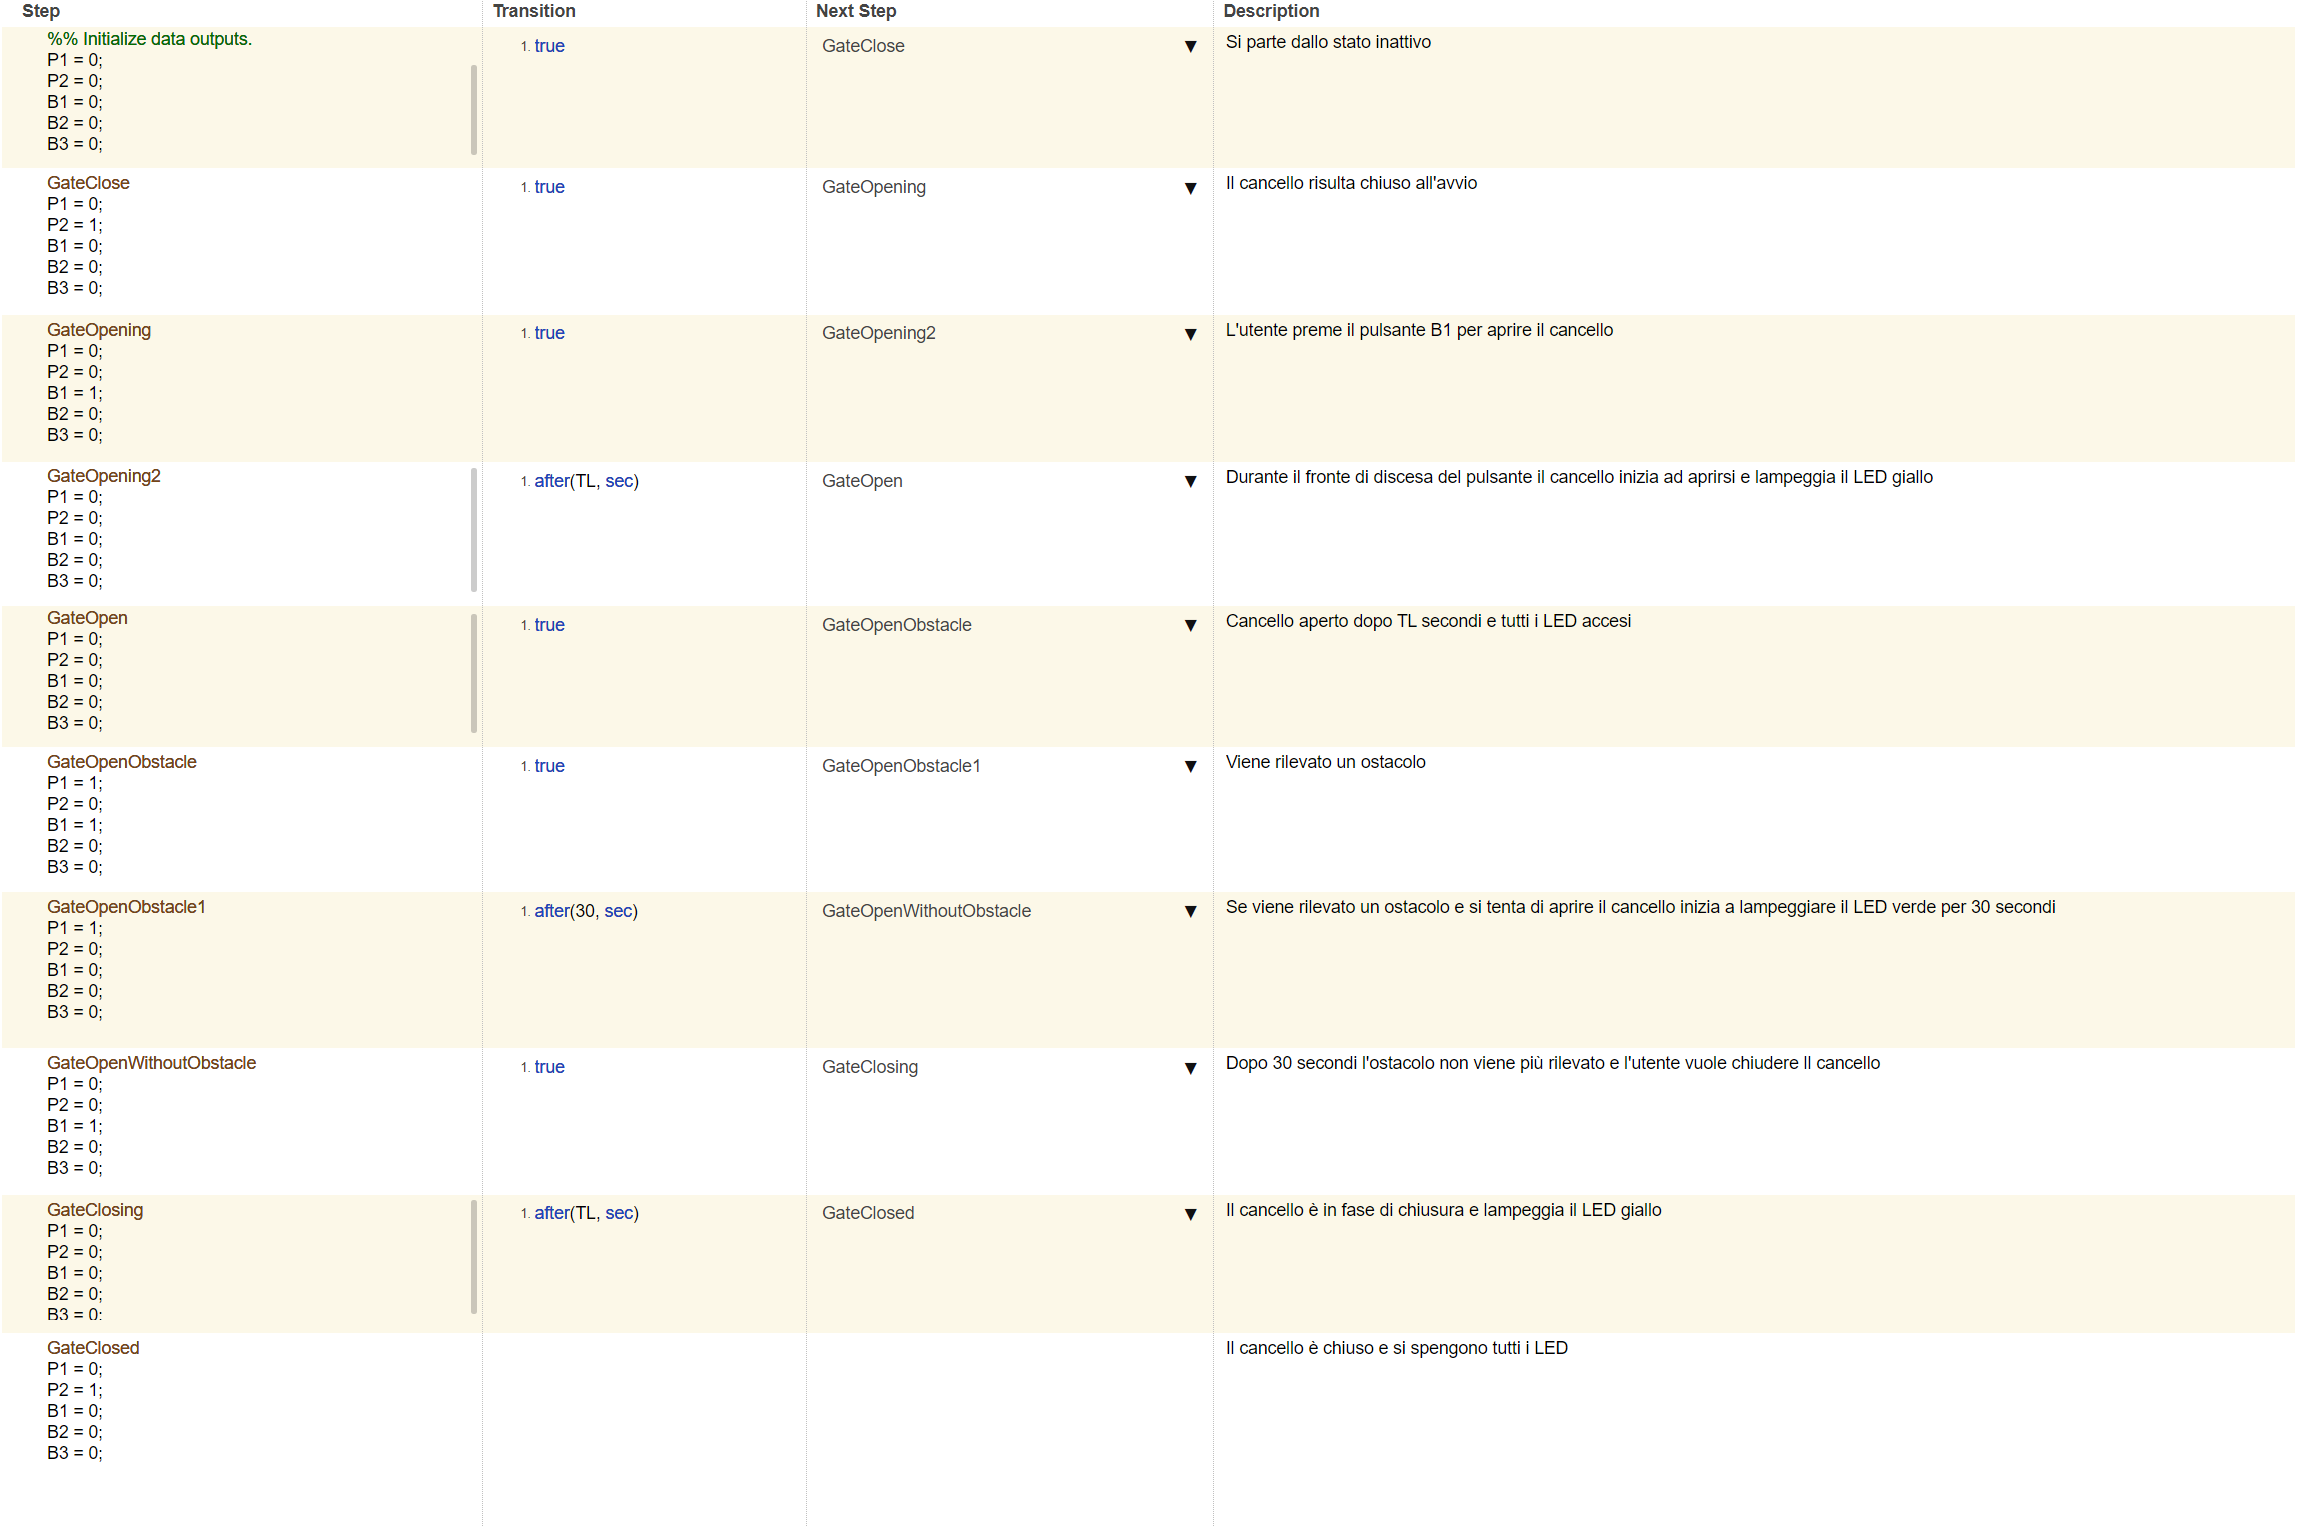 Step Transition Next Step Description
%% Initialize data outputs. 1. true GateClose ▼ Si parte dallo stato inattivo
P1 = 0;
P2 = 0;
B1 = 0;
B2 = 0;
B3 = 0;
GateClose 1. true GateOpening ▼ Il cancello risulta chiuso all'avvio
P1 = 0;
P2 = 1;
B1 = 0;
B2 = 0;
B3 = 0;
GateOpening 1. true GateOpening2 ▼ L'utente preme il pulsante B1 per aprire il cancello
P1 = 0;
P2 = 0;
B1 = 1;
B2 = 0;
B3 = 0;
GateOpening2 1. after(TL, sec) GateOpen ▼ Durante il fronte di discesa del pulsante il cancello inizia ad aprirsi e lampeggia il LED giallo
P1 = 0;
P2 = 0;
B1 = 0;
B2 = 0;
B3 = 0;
GateOpen 1. true GateOpenObstacle ▼ Cancello aperto dopo TL secondi e tutti i LED accesi
P1 = 0;
P2 = 0;
B1 = 0;
B2 = 0;
B3 = 0;
GateOpenObstacle 1. true GateOpenObstacle1 ▼ Viene rilevato un ostacolo
P1 = 1;
P2 = 0;
B1 = 1;
B2 = 0;
B3 = 0;
GateOpenObstacle1 1. after(30, sec) GateOpenWithoutObstacle ▼ Se viene rilevato un ostacolo e si tenta di aprire il cancello inizia a lampeggiare il LED verde per 30 secondi
P1 = 1;
P2 = 0;
B1 = 0;
B2 = 0;
B3 = 0;
GateOpenWithoutObstacle 1. true GateClosing ▼ Dopo 30 secondi l'ostacolo non viene più rilevato e l'utente vuole chiudere Il cancello
P1 = 0;
P2 = 0;
B1 = 1;
B2 = 0;
B3 = 0;
GateClosing 1. after(TL, sec) GateClosed ▼ Il cancello è in fase di chiusura e lampeggia il LED giallo
P1 = 0;
P2 = 0;
B1 = 0;
B2 = 0;
B3 = 0;
GateClosed Il cancello è chiuso e si spengono tutti i LED
P1 = 0;
P2 = 1;
B1 = 0;
B2 = 0;
B3 = 0;